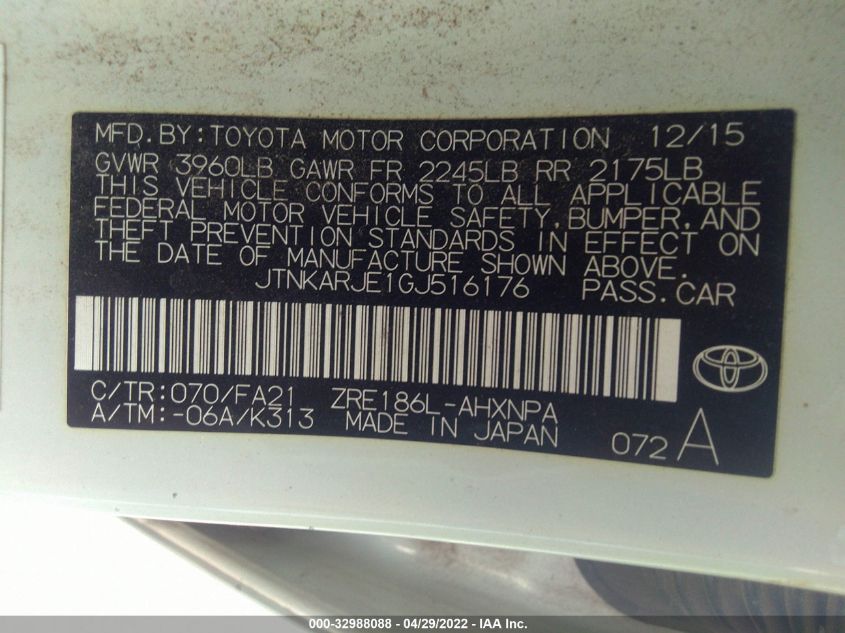 MFD. BY: TOYOTA MOTOR CORPORATION 12/15
GVWR 3960LB GAWR FR 2245LB RR 2175LB
THIS VEHICLE CONFORMS TO ALL APPLICABLE
FEDERAL MOTOR VEHICLE SAFETY, BUMPER, AND
THEFT PREVENTION STANDARDS IN EFFECT ON
THE DATE OF MANUFACTURE SHOWN ABOVE.
JTNKARJE1GJ516176 PASS. CAR
C/TR: 070/FA21 ZRE186L-AHXNPA
A/TM: -06A/K313 MADE IN JAPAN
072 A
000-32988088 - 04/29/2022 - IAA Inc.